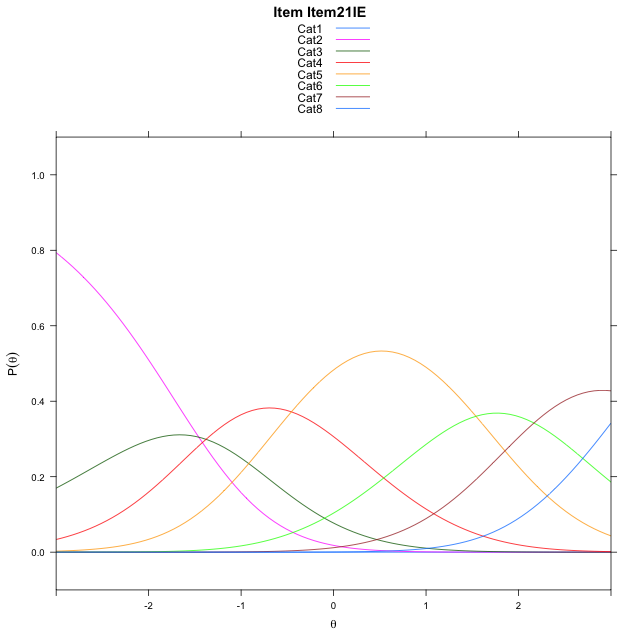 Item Item21IE
Cat1
Cat2
Cat3
Cat4
Cat5
Cat6
Cat7
Cat8
1.0
0.8
0.6
0.4
0.2
0.0
P(θ)
-2 -1 0 1 2
θ